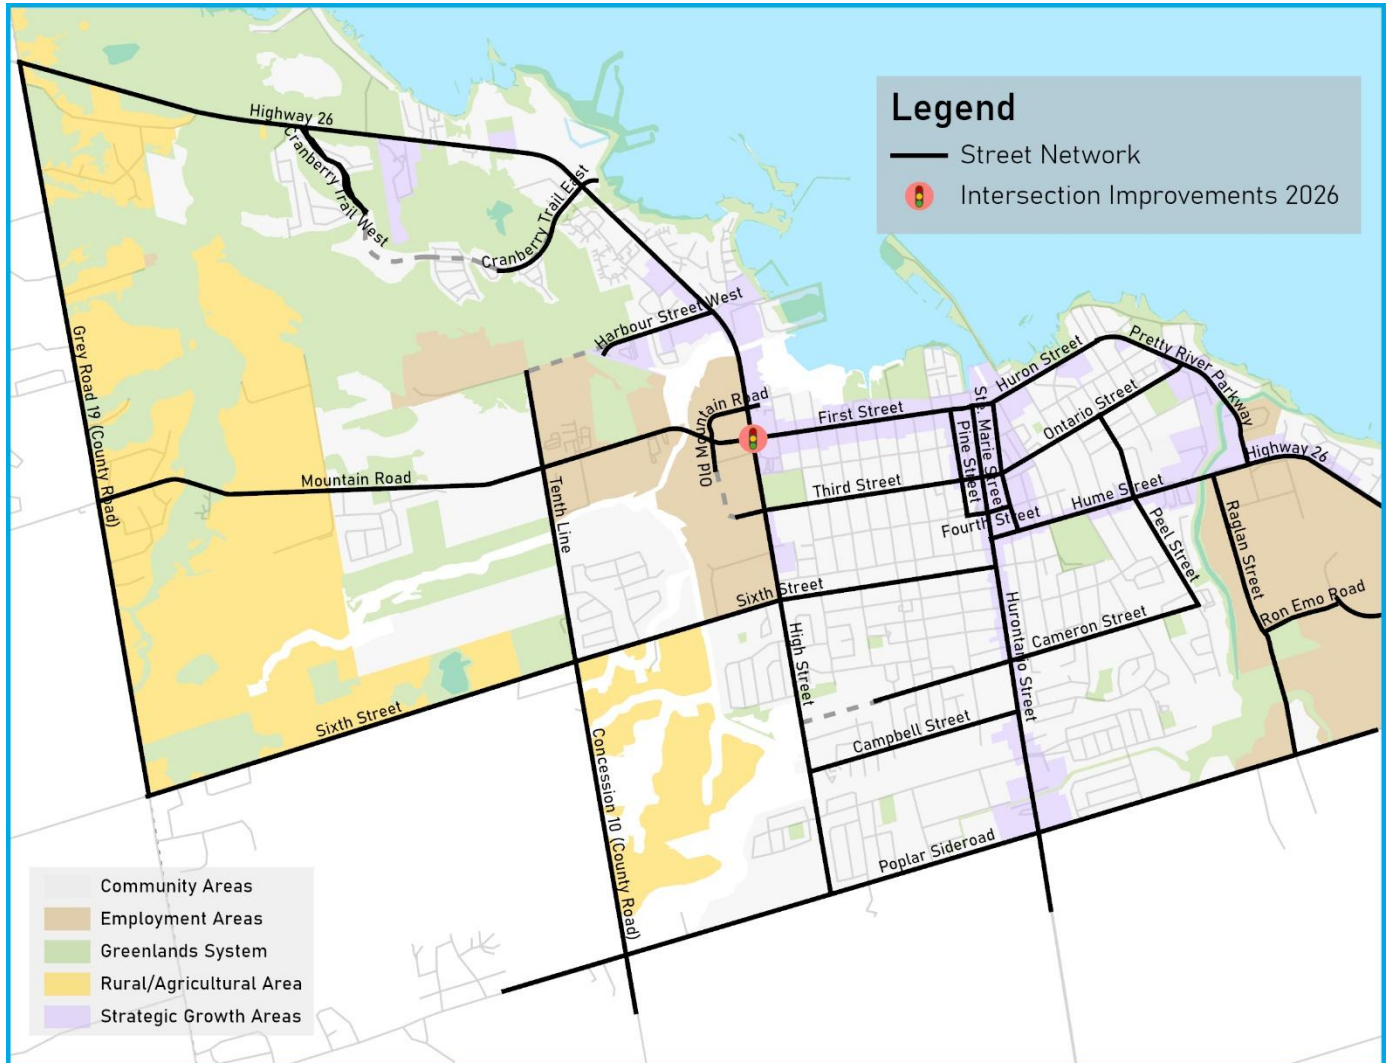 Legend
Street Network
Intersection Improvements 2026
Highway 26
Cranberry Trail West
Cranberry Trail East
Harbour Street West
Grey Road 19 (County Road)
Mountain Road
Old Mountain Road
First Street
Huron Street
Pretty River Parkway
Ontario Street
Ste. Marie Street
Pine Street
Highway 26
Mountain Road
Tenth Line
Third Street
Fourth Street
Hume Street
Peel Street
Raglan Street
Ron Emo Road
Sixth Street
Cameron Street
High Street
Hurontario Street
Sixth Street
Campbell Street
Concession 10 (County Road)
Poplar Sideroad
Community Areas
Employment Areas
Greenlands System
Rural/Agricultural Area
Strategic Growth Areas